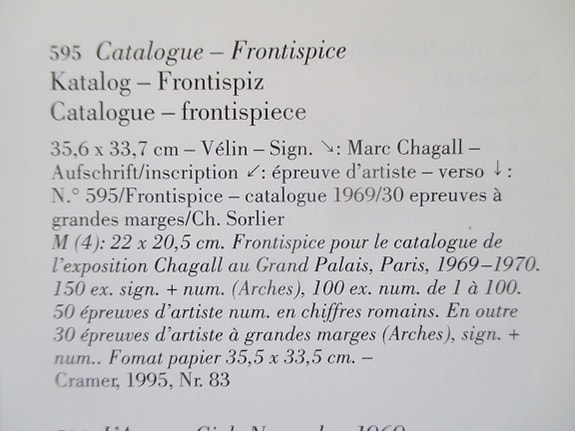 595 Catalogue – Frontispice
Katalog – Frontispiz
Catalogue – frontispiece
35,6 x 33,7 cm – Vélin – Sign. ↘: Marc Chagall –
Aufschrift/inscription ↙: épreuve d'artiste – verso ↓:
N.° 595/Frontispice – catalogue 1969/30 epreuves à
grandes marges/Ch. Sorlier
M (4): 22 x 20,5 cm. Frontispice pour le catalogue de
l'exposition Chagall au Grand Palais, Paris, 1969–1970.
150 ex. sign. + num. (Arches), 100 ex. num. de 1 à 100.
50 épreuves d'artiste num. en chiffres romains. En outre
30 épreuves d'artiste à grandes marges (Arches), sign. +
num.. Fomat papier 35,5 x 33,5 cm. –
Cramer, 1995, Nr. 83